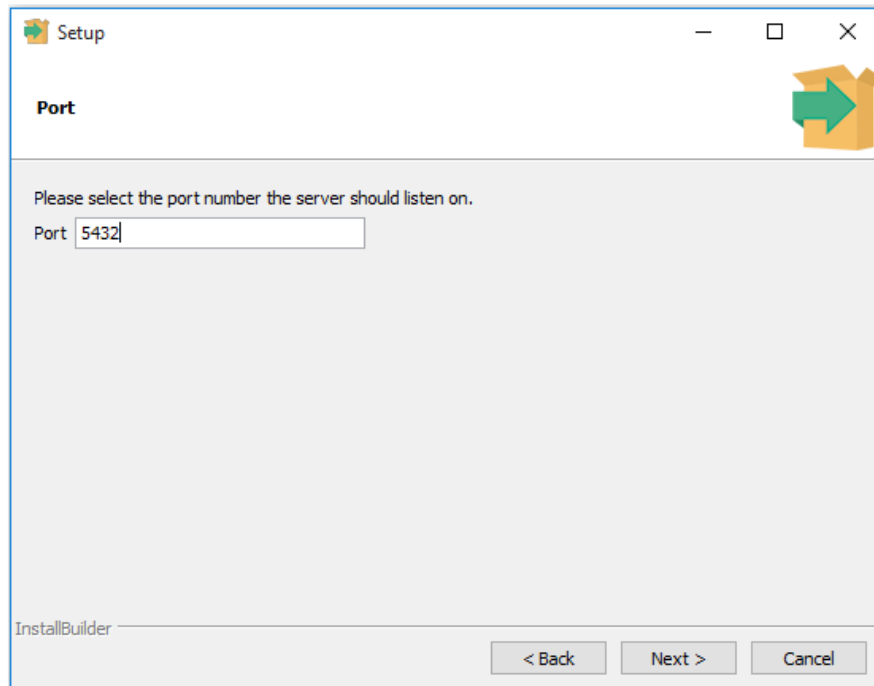 Setup
Port
Please select the port number the server should listen on.
Port 5432
InstallBuilder
< Back Next > Cancel